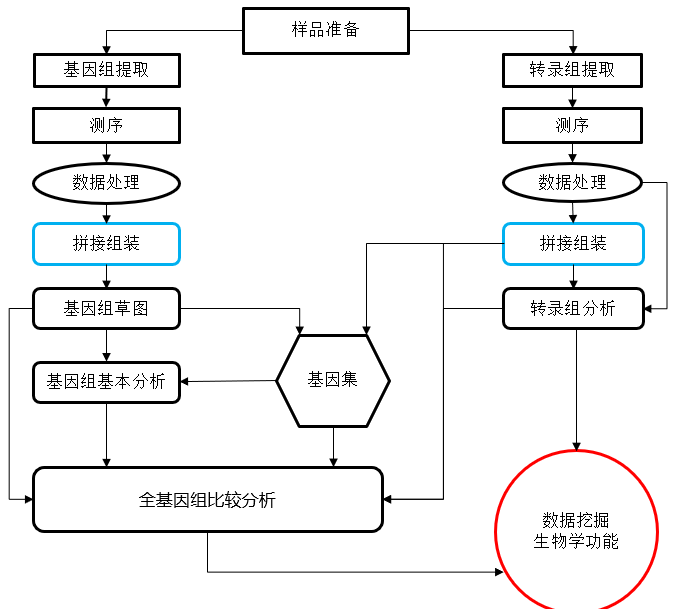 样品准备
基因组提取
转录组提取
测序
测序
数据处理
数据处理
拼接组装
拼接组装
基因组草图
转录组分析
基因组基本分析
基因集
全基因组比较分析
数据挖掘
生物学功能